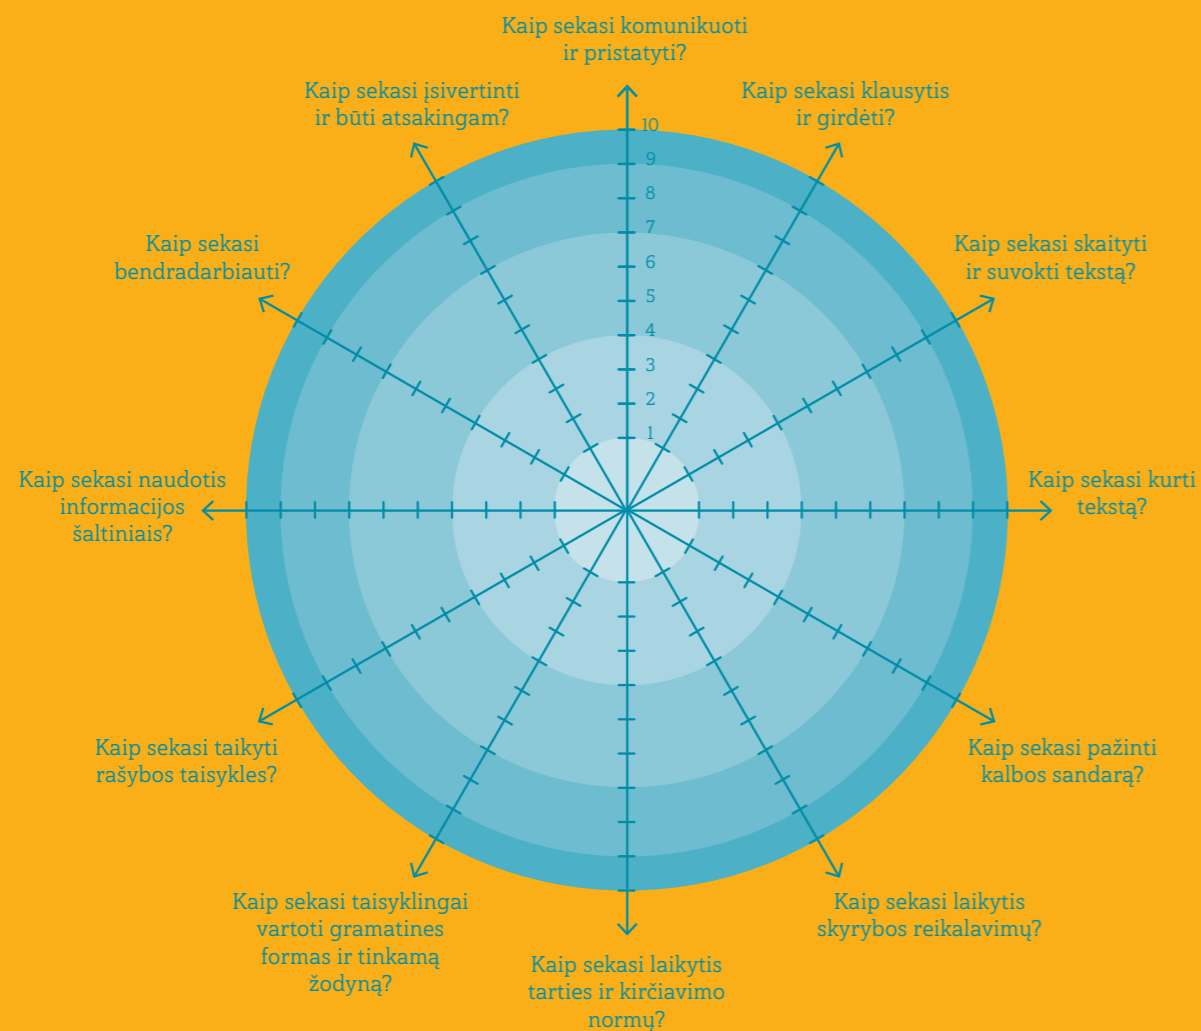 Kaip sekasi komunikuoti
ir pristatyti?
Kaip sekasi įsivertinti
ir būti atsakingam?
Kaip sekasi klausytis
ir girdėti?
10
9
8
7
6
5
4
3
2
1
Kaip sekasi
bendradarbiauti?
Kaip sekasi skaityti
ir suvokti tekstą?
Kaip sekasi naudotis
informacijos
šaltiniais?
Kaip sekasi kurti
tekstą?
Kaip sekasi taikyti
rašybos taisykles?
Kaip sekasi pažinti
kalbos sandarą?
Kaip sekasi taisyklingai
vartoti gramatines
formas ir tinkamą
žodyną?
Kaip sekasi laikytis
skyrybos reikalavimų?
Kaip sekasi laikytis
tarties ir kirčiavimo
normų?